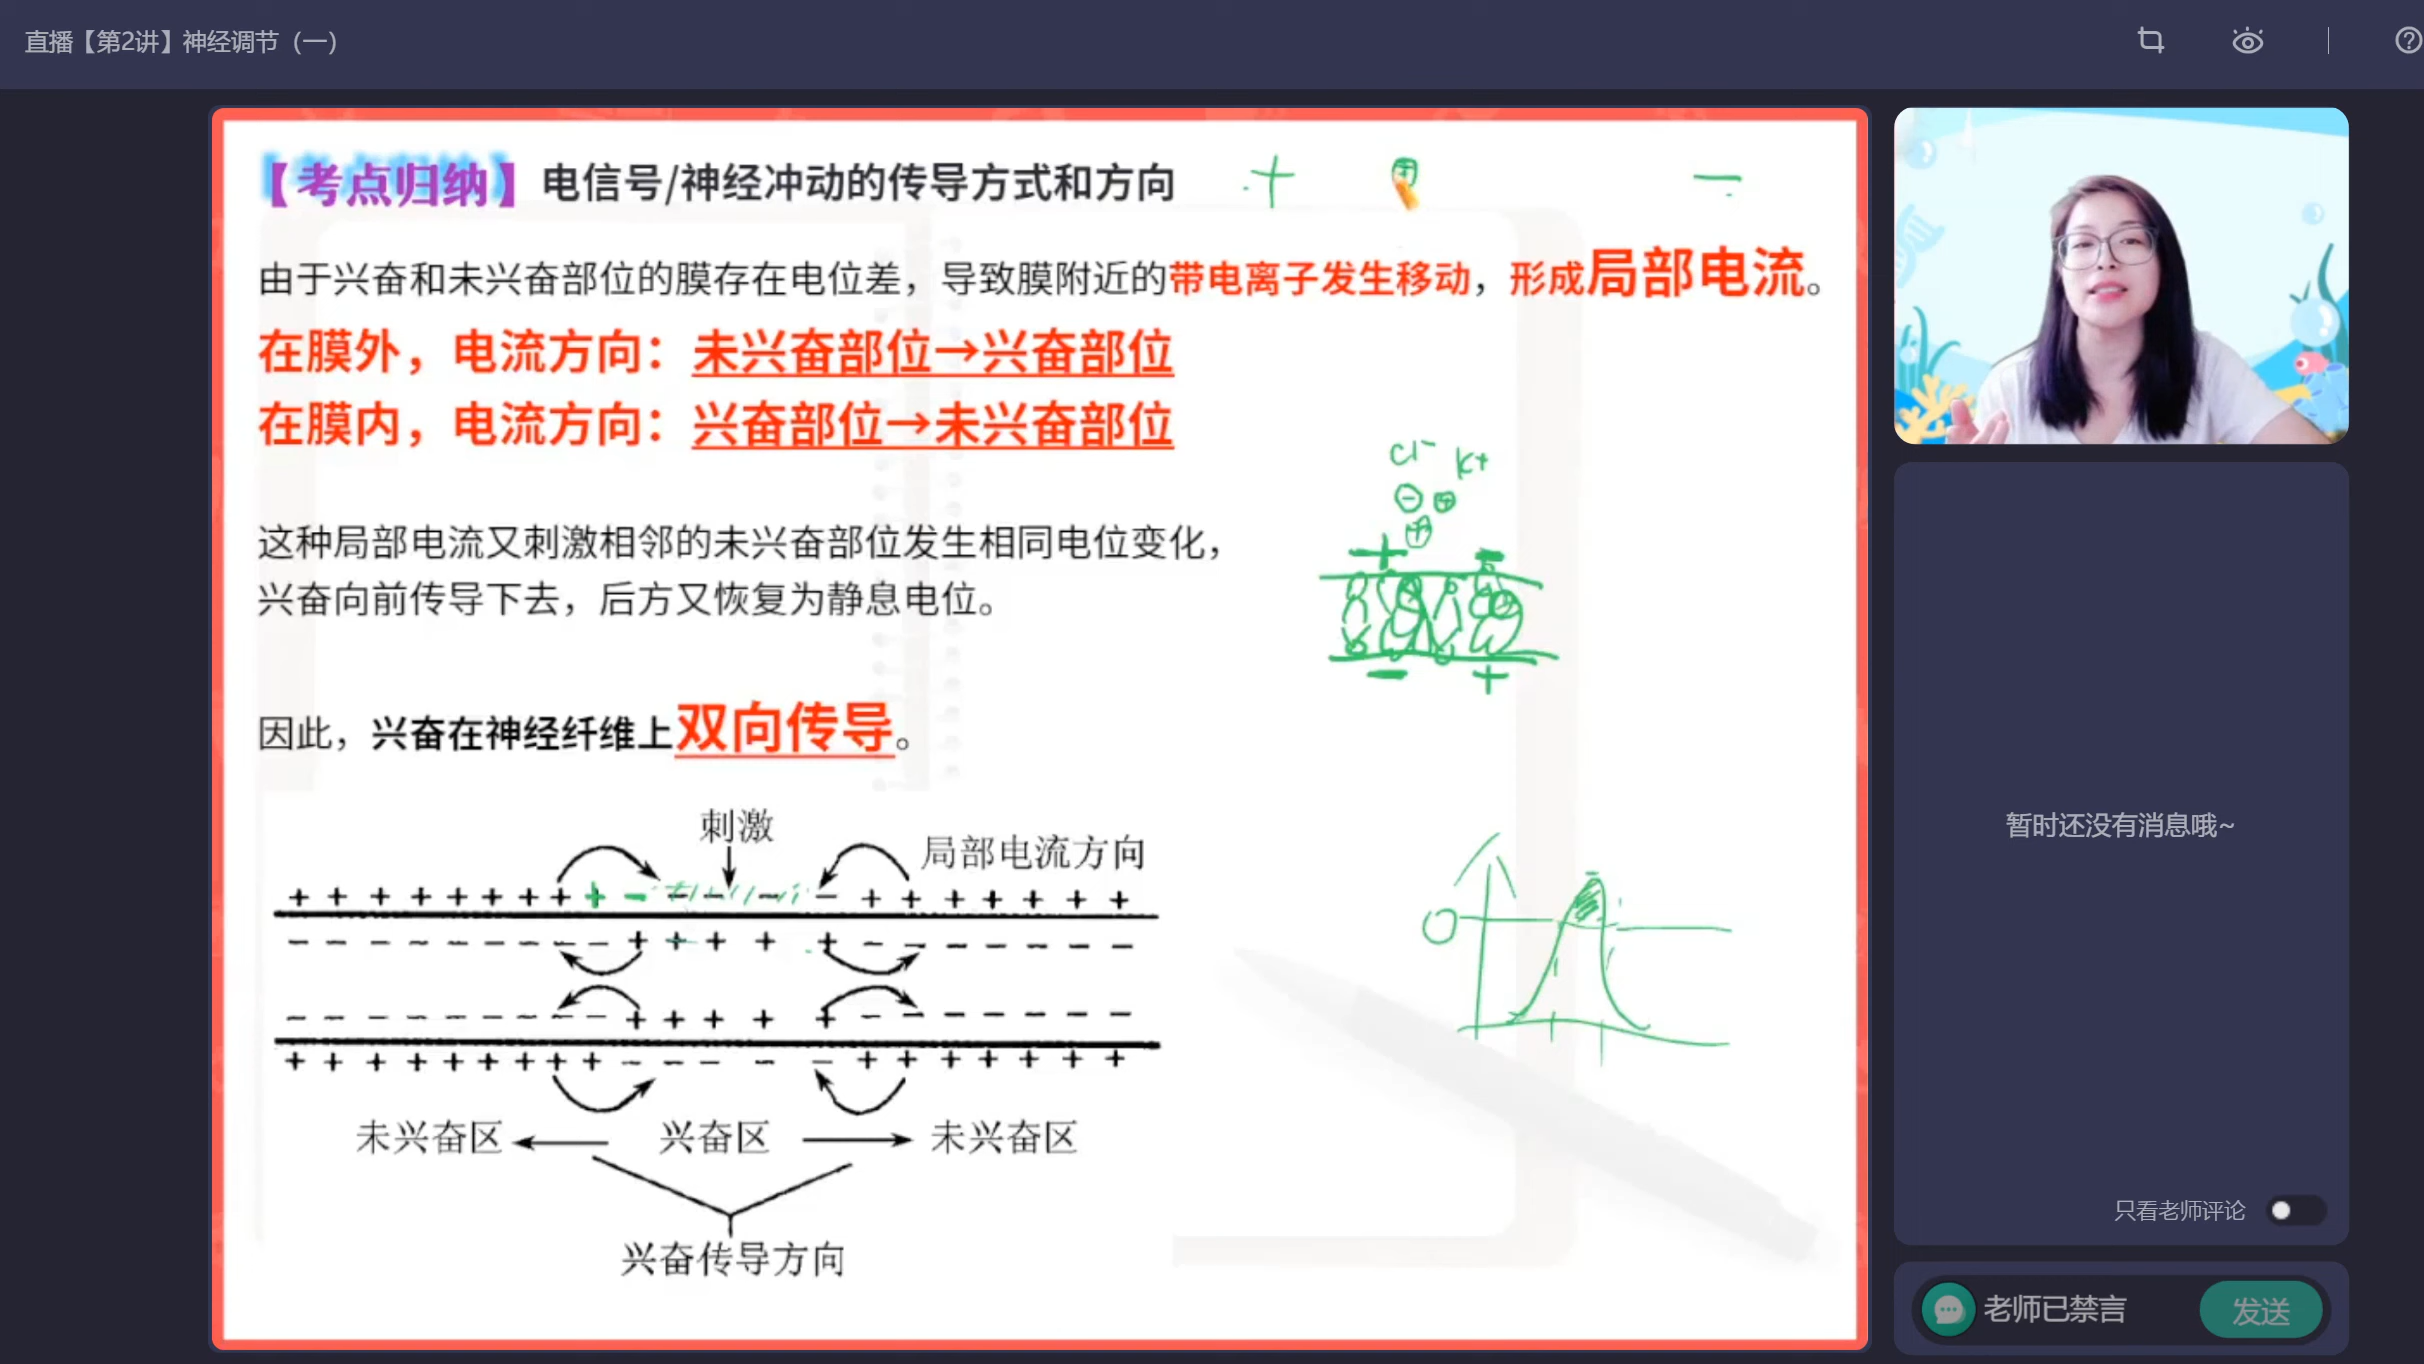 直播【第2讲】神经调节（一）
【考点归纳】电信号/神经冲动的传导方式和方向
+ + −
由于兴奋和未兴奋部位的膜存在电位差，导致膜附近的带电离子发生移动，形成局部电流。
在膜外，电流方向：未兴奋部位→兴奋部位
在膜内，电流方向：兴奋部位→未兴奋部位
Cl⁻ K+
这种局部电流又刺激相邻的未兴奋部位发生相同电位变化，
兴奋向前传导下去，后方又恢复为静息电位。
因此，兴奋在神经纤维上双向传导。
刺激
局部电流方向
0
未兴奋区 兴奋区 未兴奋区
兴奋传导方向
暂时还没有消息哦~
只看老师评论
老师已禁言
发送